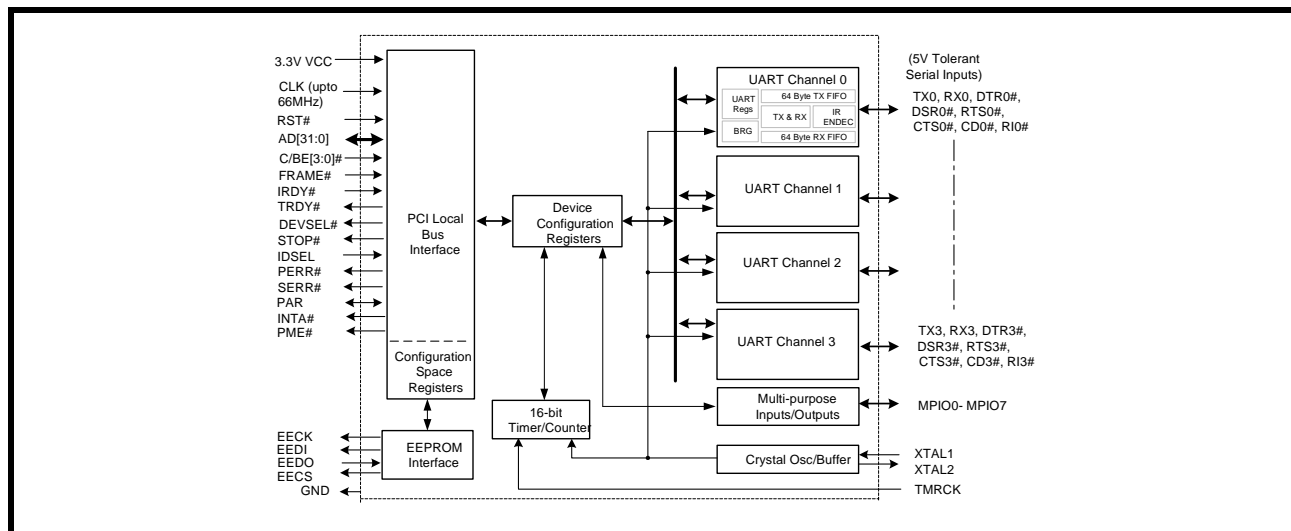 3.3V VCC
CLK (upto
66MHz)
RST#
AD[31:0]
C/BE[3:0]#
FRAME#
IRDY#
TRDY#
DEVSEL#
STOP#
IDSEL
PERR#
SERR#
PAR
INTA#
PME#
EECK
EEDI
EEDO
EECS
GND
PCI Local
Bus
Interface
Configuration
Space
Registers
EEPROM
Interface
Device
Configuration
Registers
16-bit
Timer/Counter
UART Channel 0
UART
Regs
64 Byte TX FIFO
TX & RX
IR
ENDEC
BRG
64 Byte RX FIFO
UART Channel 1
UART Channel 2
UART Channel 3
Multi-purpose
Inputs/Outputs
Crystal Osc/Buffer
(5V Tolerant
Serial Inputs)
TX0, RX0, DTR0#,
DSR0#, RTS0#,
CTS0#, CD0#, RI0#
TX3, RX3, DTR3#,
DSR3#, RTS3#,
CTS3#, CD3#, RI3#
MPIO0- MPIO7
XTAL1
XTAL2
TMRCK